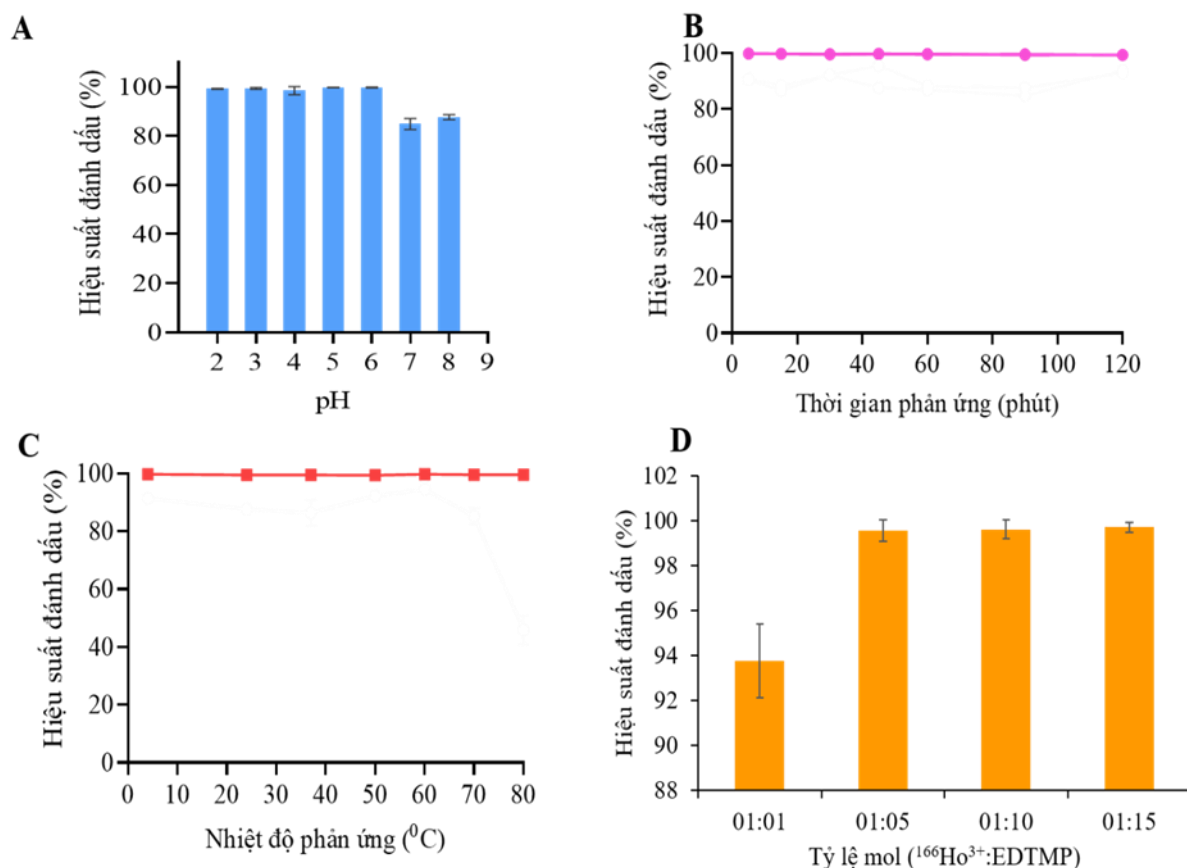 A
Hiệu suất đánh dấu (%)
100
80
60
40
20
0
2 3 4 5 6 7 8 9
pH
B
Hiệu suất đánh dấu (%)
100
80
60
40
20
0
0 20 40 60 80 100 120
Thời gian phản ứng (phút)
C
Hiệu suất đánh dấu (%)
100
80
60
40
20
0
0 10 20 30 40 50 60 70 80
Nhiệt độ phản ứng (⁰C)
D
Hiệu suất đánh dấu (%)
102
100
98
96
94
92
90
88
01:01 01:05 01:10 01:15
Tỷ lệ mol (¹⁶⁶Ho³⁺:EDTMP)